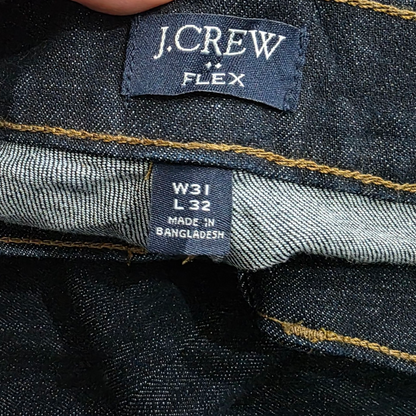 J.CREW
FLEX
W31
L 32
MADE IN
BANGLADESH